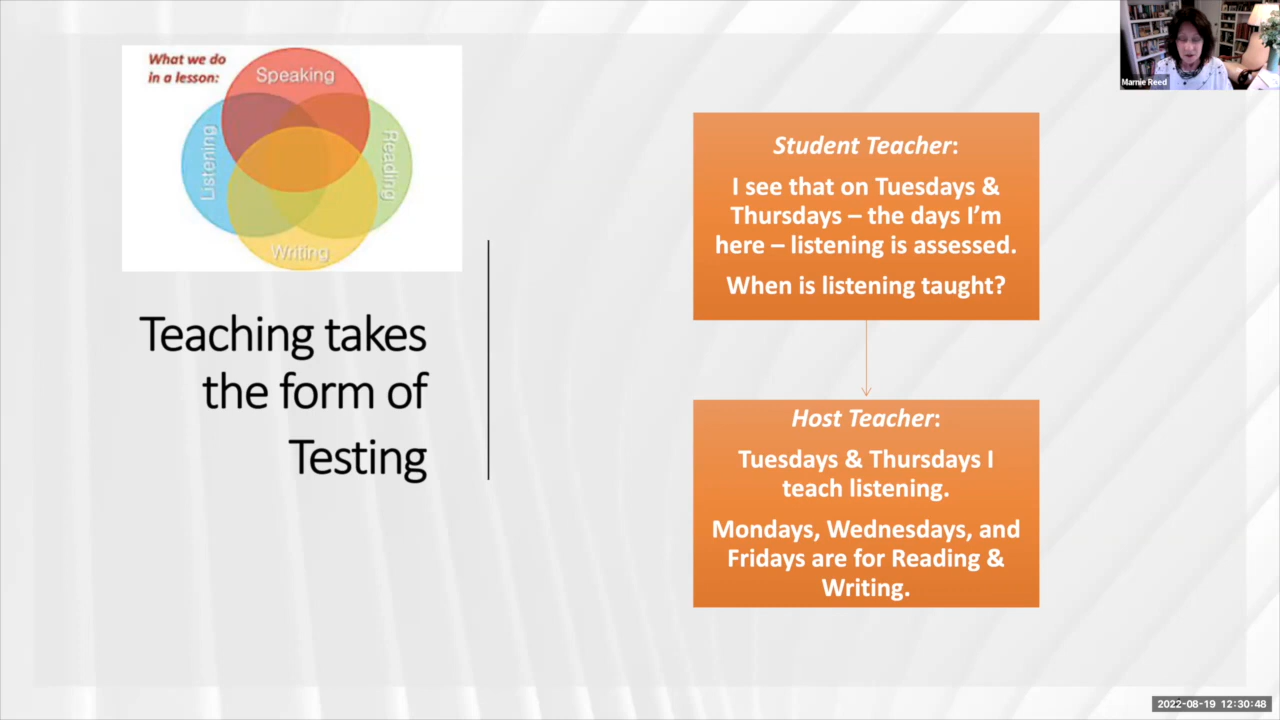 What we do
in a lesson:
Speaking
Listening
Reading
Writing
Teaching takes
the form of
Testing
Student Teacher:
I see that on Tuesdays &
Thursdays – the days I’m
here – listening is assessed.
When is listening taught?
Host Teacher:
Tuesdays & Thursdays I
teach listening.
Mondays, Wednesdays, and
Fridays are for Reading &
Writing.
Marnie Reed
2022-08-19 12:30:48